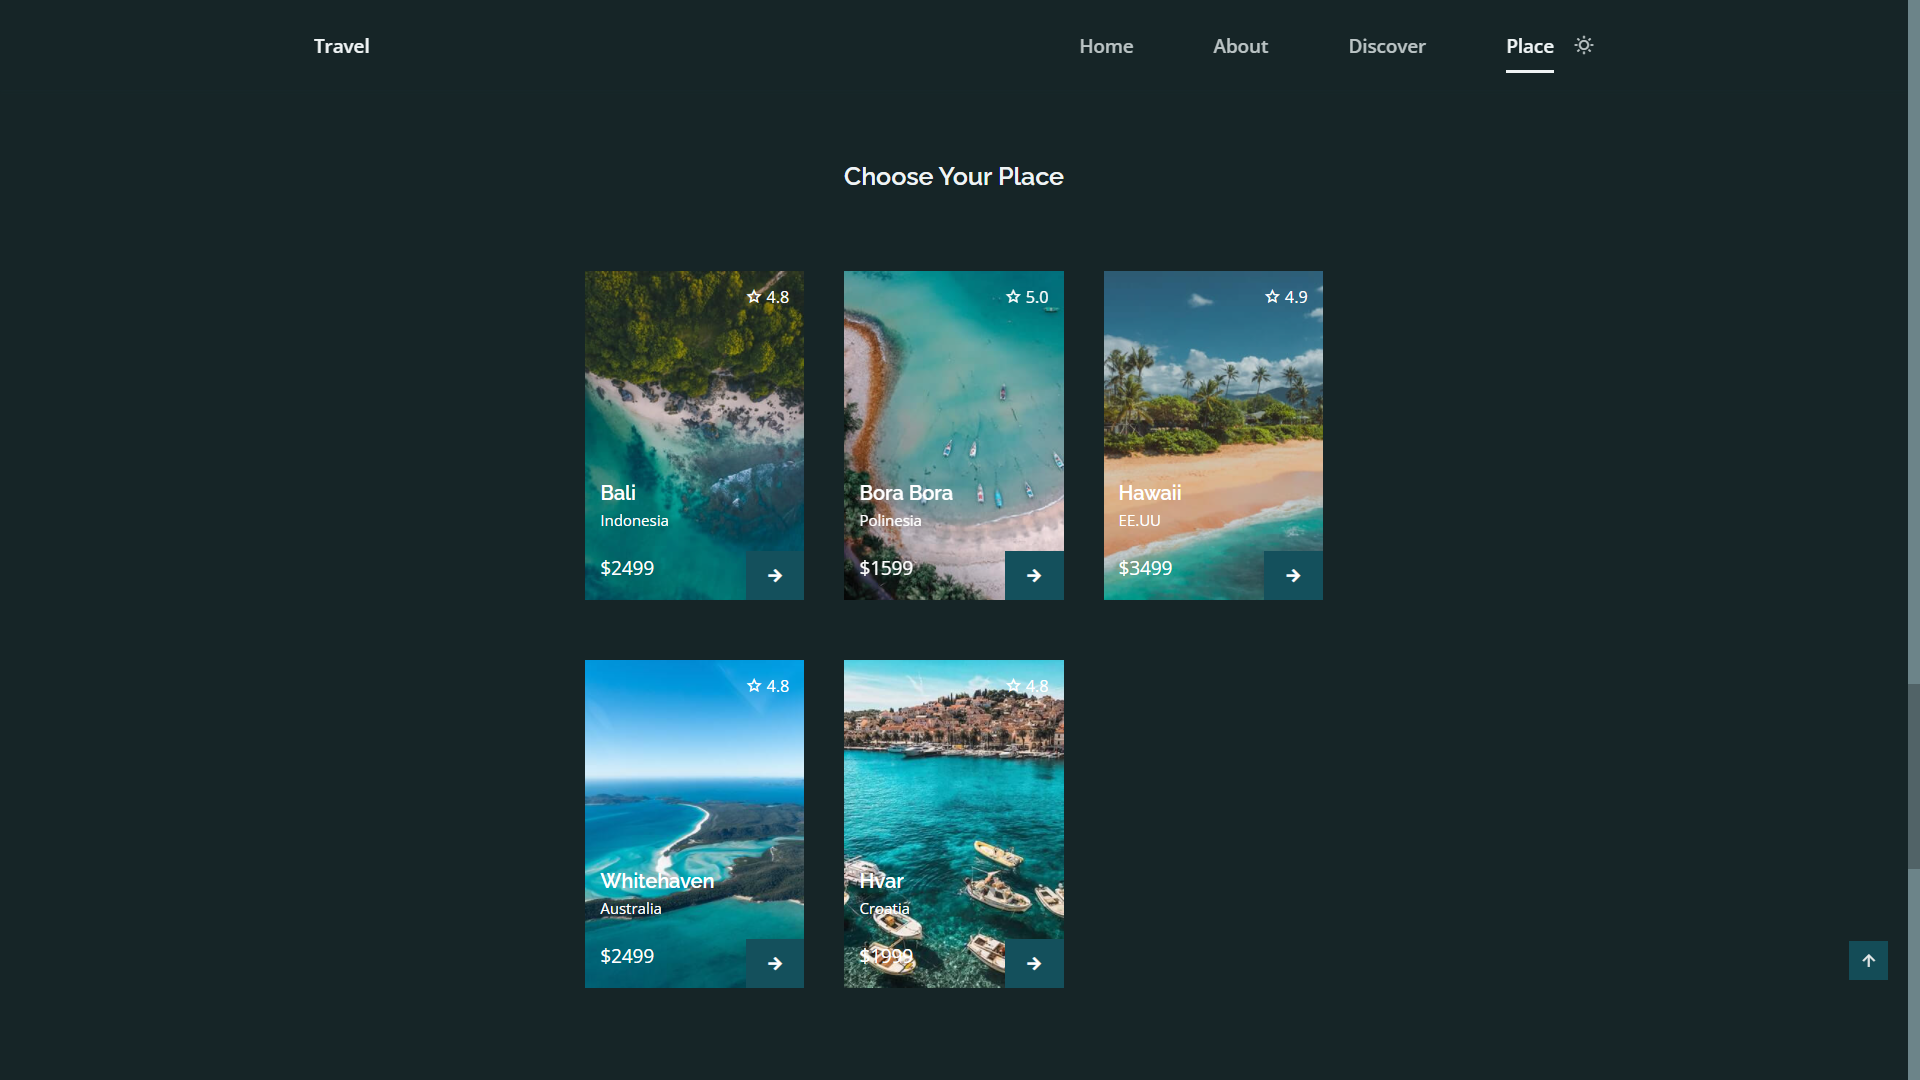 Travel
Home
About
Discover
Place
Choose Your Place
4.8
Bali
Indonesia
$2499
5.0
Bora Bora
Polinesia
$1599
4.9
Hawaii
EE.UU
$3499
4.8
Whitehaven
Australia
$2499
4.8
Hvar
Croatia
$1999